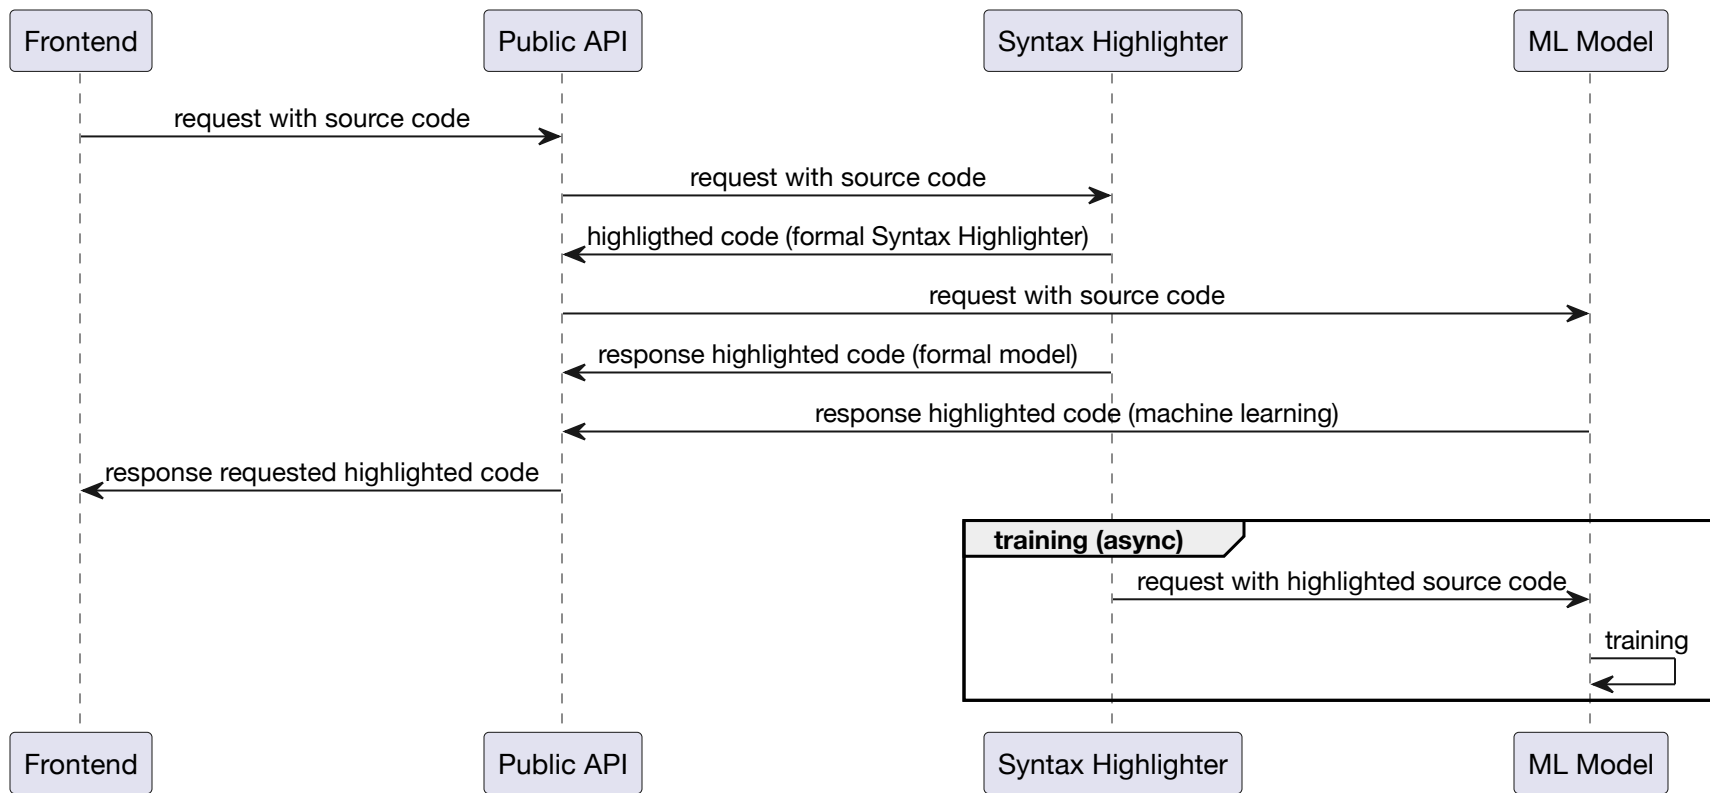 Frontend
Public API
Syntax Highlighter
ML Model
request with source code
request with source code
highligthed code (formal Syntax Highlighter)
request with source code
response highlighted code (formal model)
response highlighted code (machine learning)
response requested highlighted code
training (async)
request with highlighted source code
training
Frontend
Public API
Syntax Highlighter
ML Model